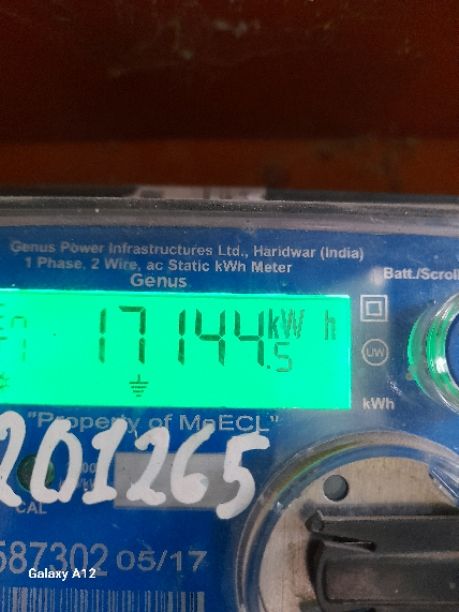 Genus Power Infrastructures Ltd., Haridwar (India)
1 Phase, 2 Wire, ac Static kWh Meter
Batt./Scroll
Genus
17144.5 kWh
UW
kWh
"Property of MeECL"
201265
CAL
587302 05/17
Galaxy A12